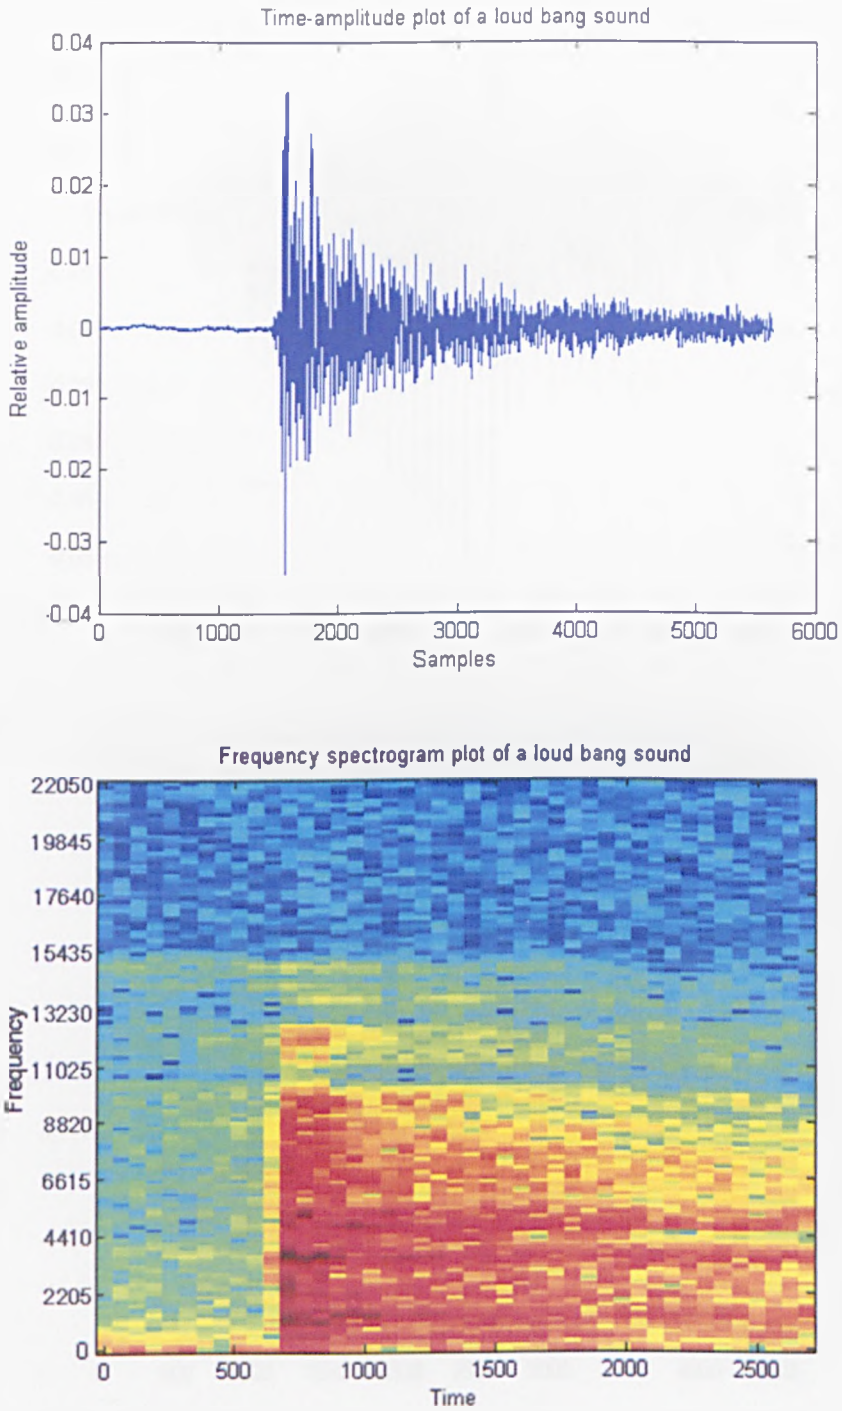 Time-amplitude plot of a loud bang sound
0.04
0.03
0.02
0.01
0
-0.01
-0.02
-0.03
-0.04
Relative amplitude
0 1000 2000 3000 4000 5000 6000
Samples
Frequency spectrogram plot of a loud bang sound
22050
19845
17640
15435
13230
11025
8820
6615
4410
2205
0
Frequency
0 500 1000 1500 2000 2500
Time